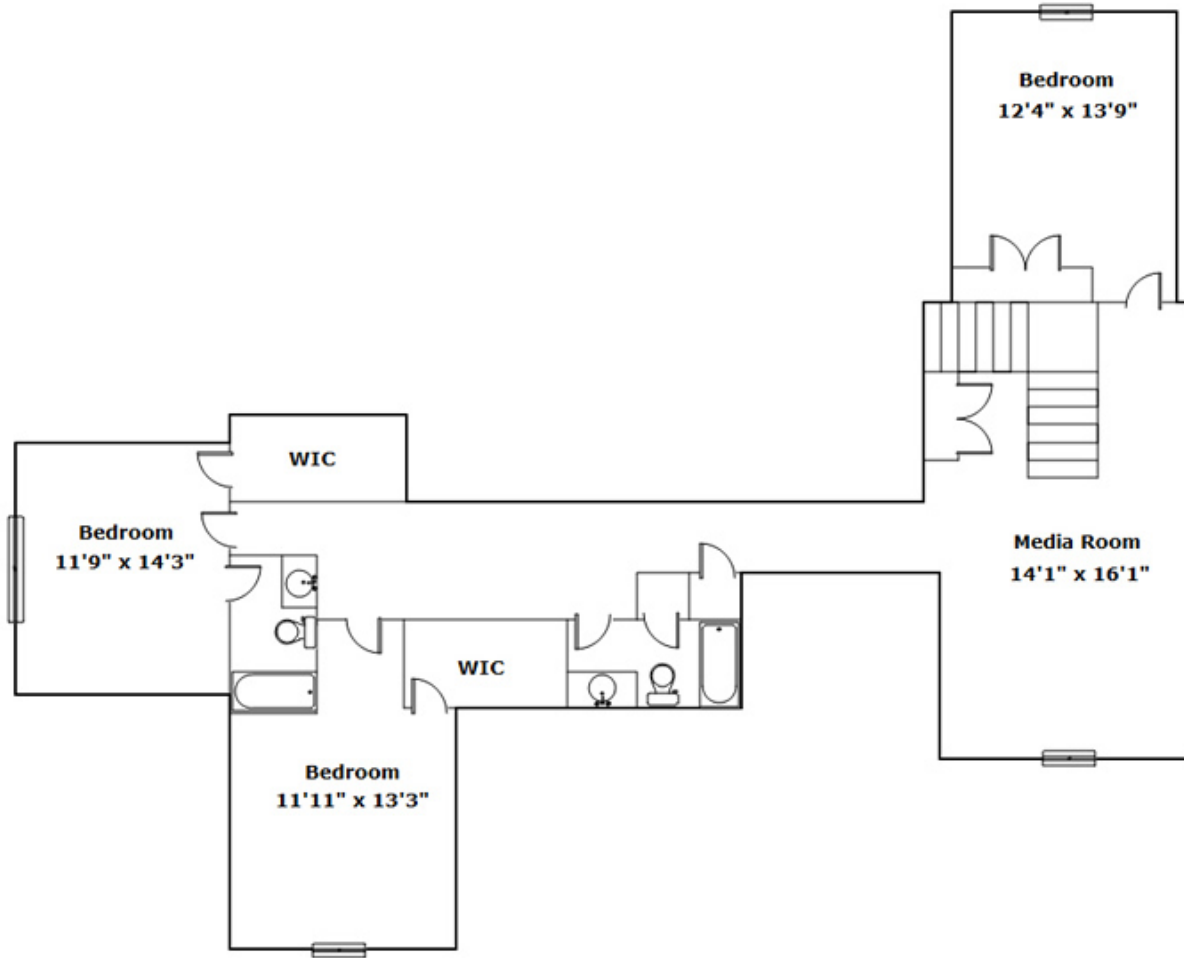 Bedroom
12'4" x 13'9"
WIC
Bedroom
11'9" x 14'3"
Media Room
14'1" x 16'1"
WIC
Bedroom
11'11" x 13'3"